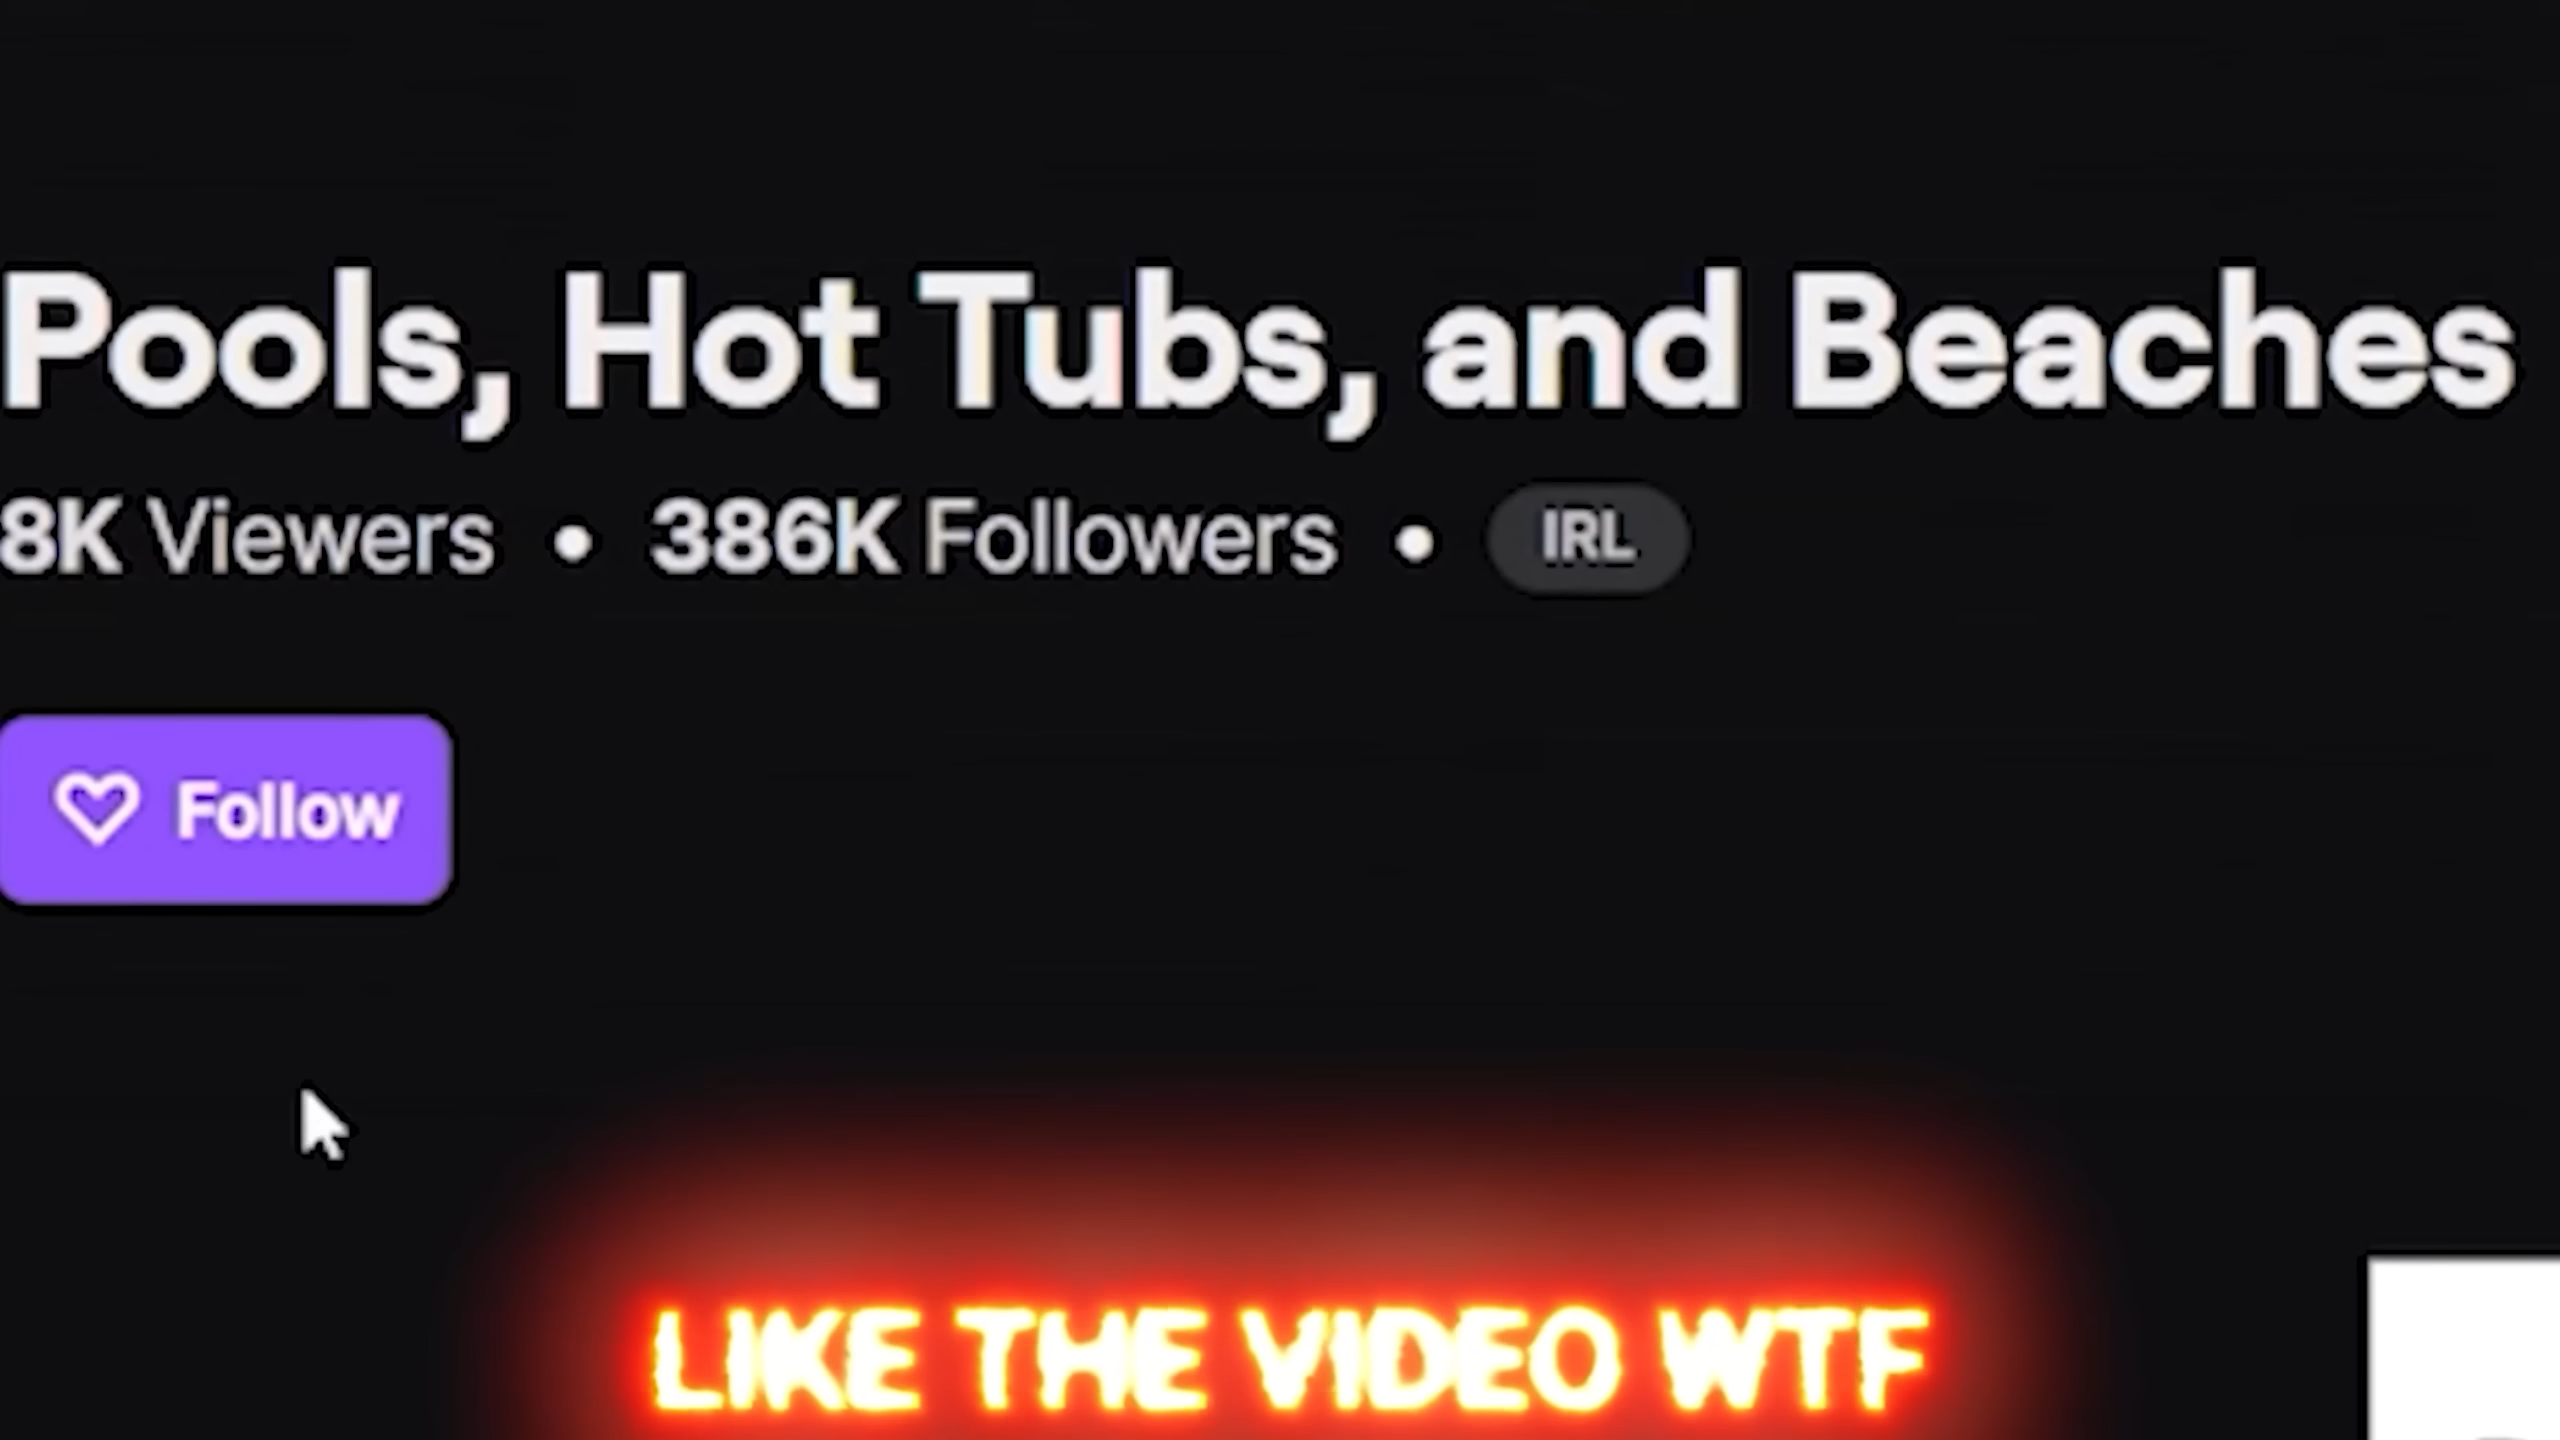 Pools, Hot Tubs, and Beaches
8K Viewers • 386K Followers • IRL
Follow
LIKE THE VIDEO WTF